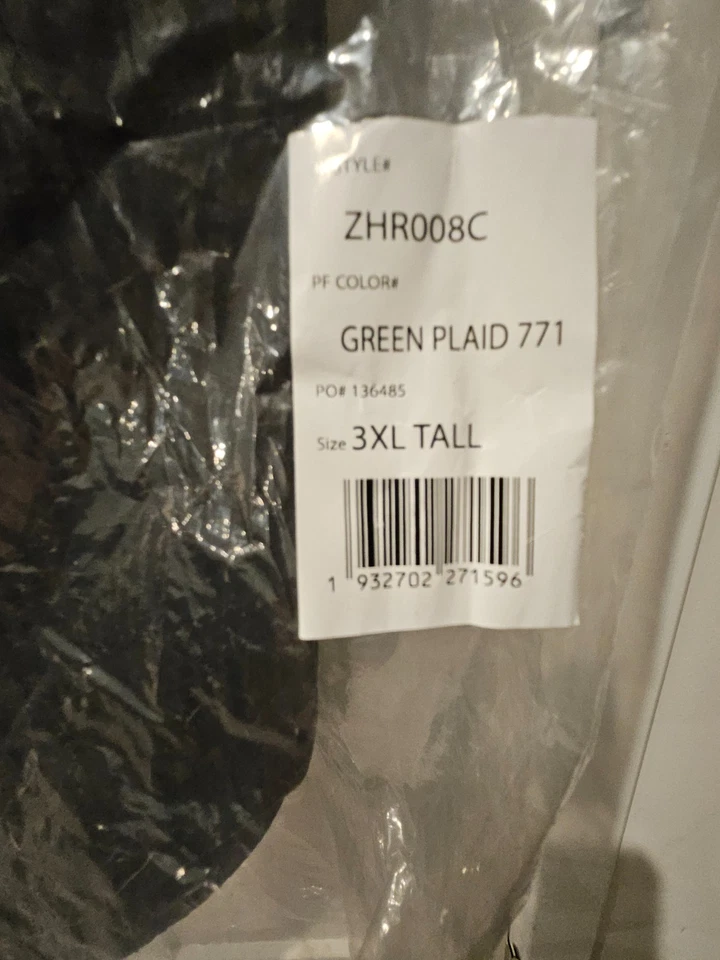 STYLE#
ZHR008C
PF COLOR#
GREEN PLAID 771
PO# 136485
Size 3XL TALL
1 932702 271596